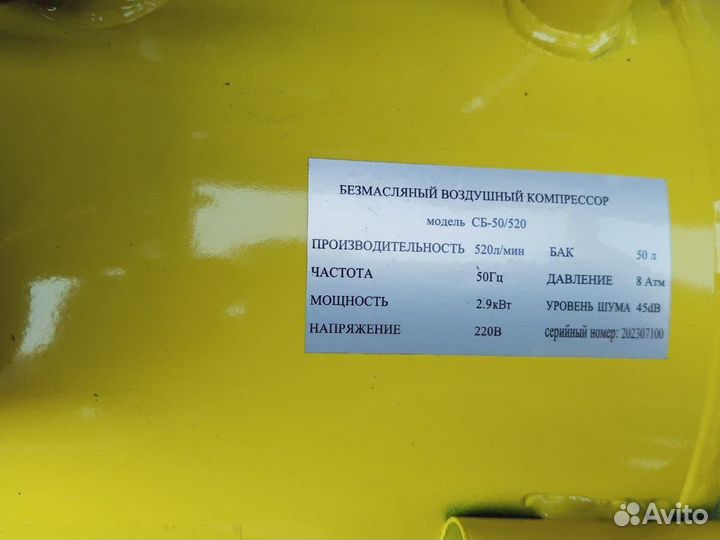 БЕЗМАСЛЯНЫЙ ВОЗДУШНЫЙ КОМПРЕССОР
модель СБ-50/520
ПРОИЗВОДИТЕЛЬНОСТЬ 520л/мин БАК 50 л
ЧАСТОТА 50Гц ДАВЛЕНИЕ 8 Атм
МОЩНОСТЬ 2.9кВт УРОВЕНЬ ШУМА 45dB
НАПРЯЖЕНИЕ 220В серийный номер: 202307100
Avito